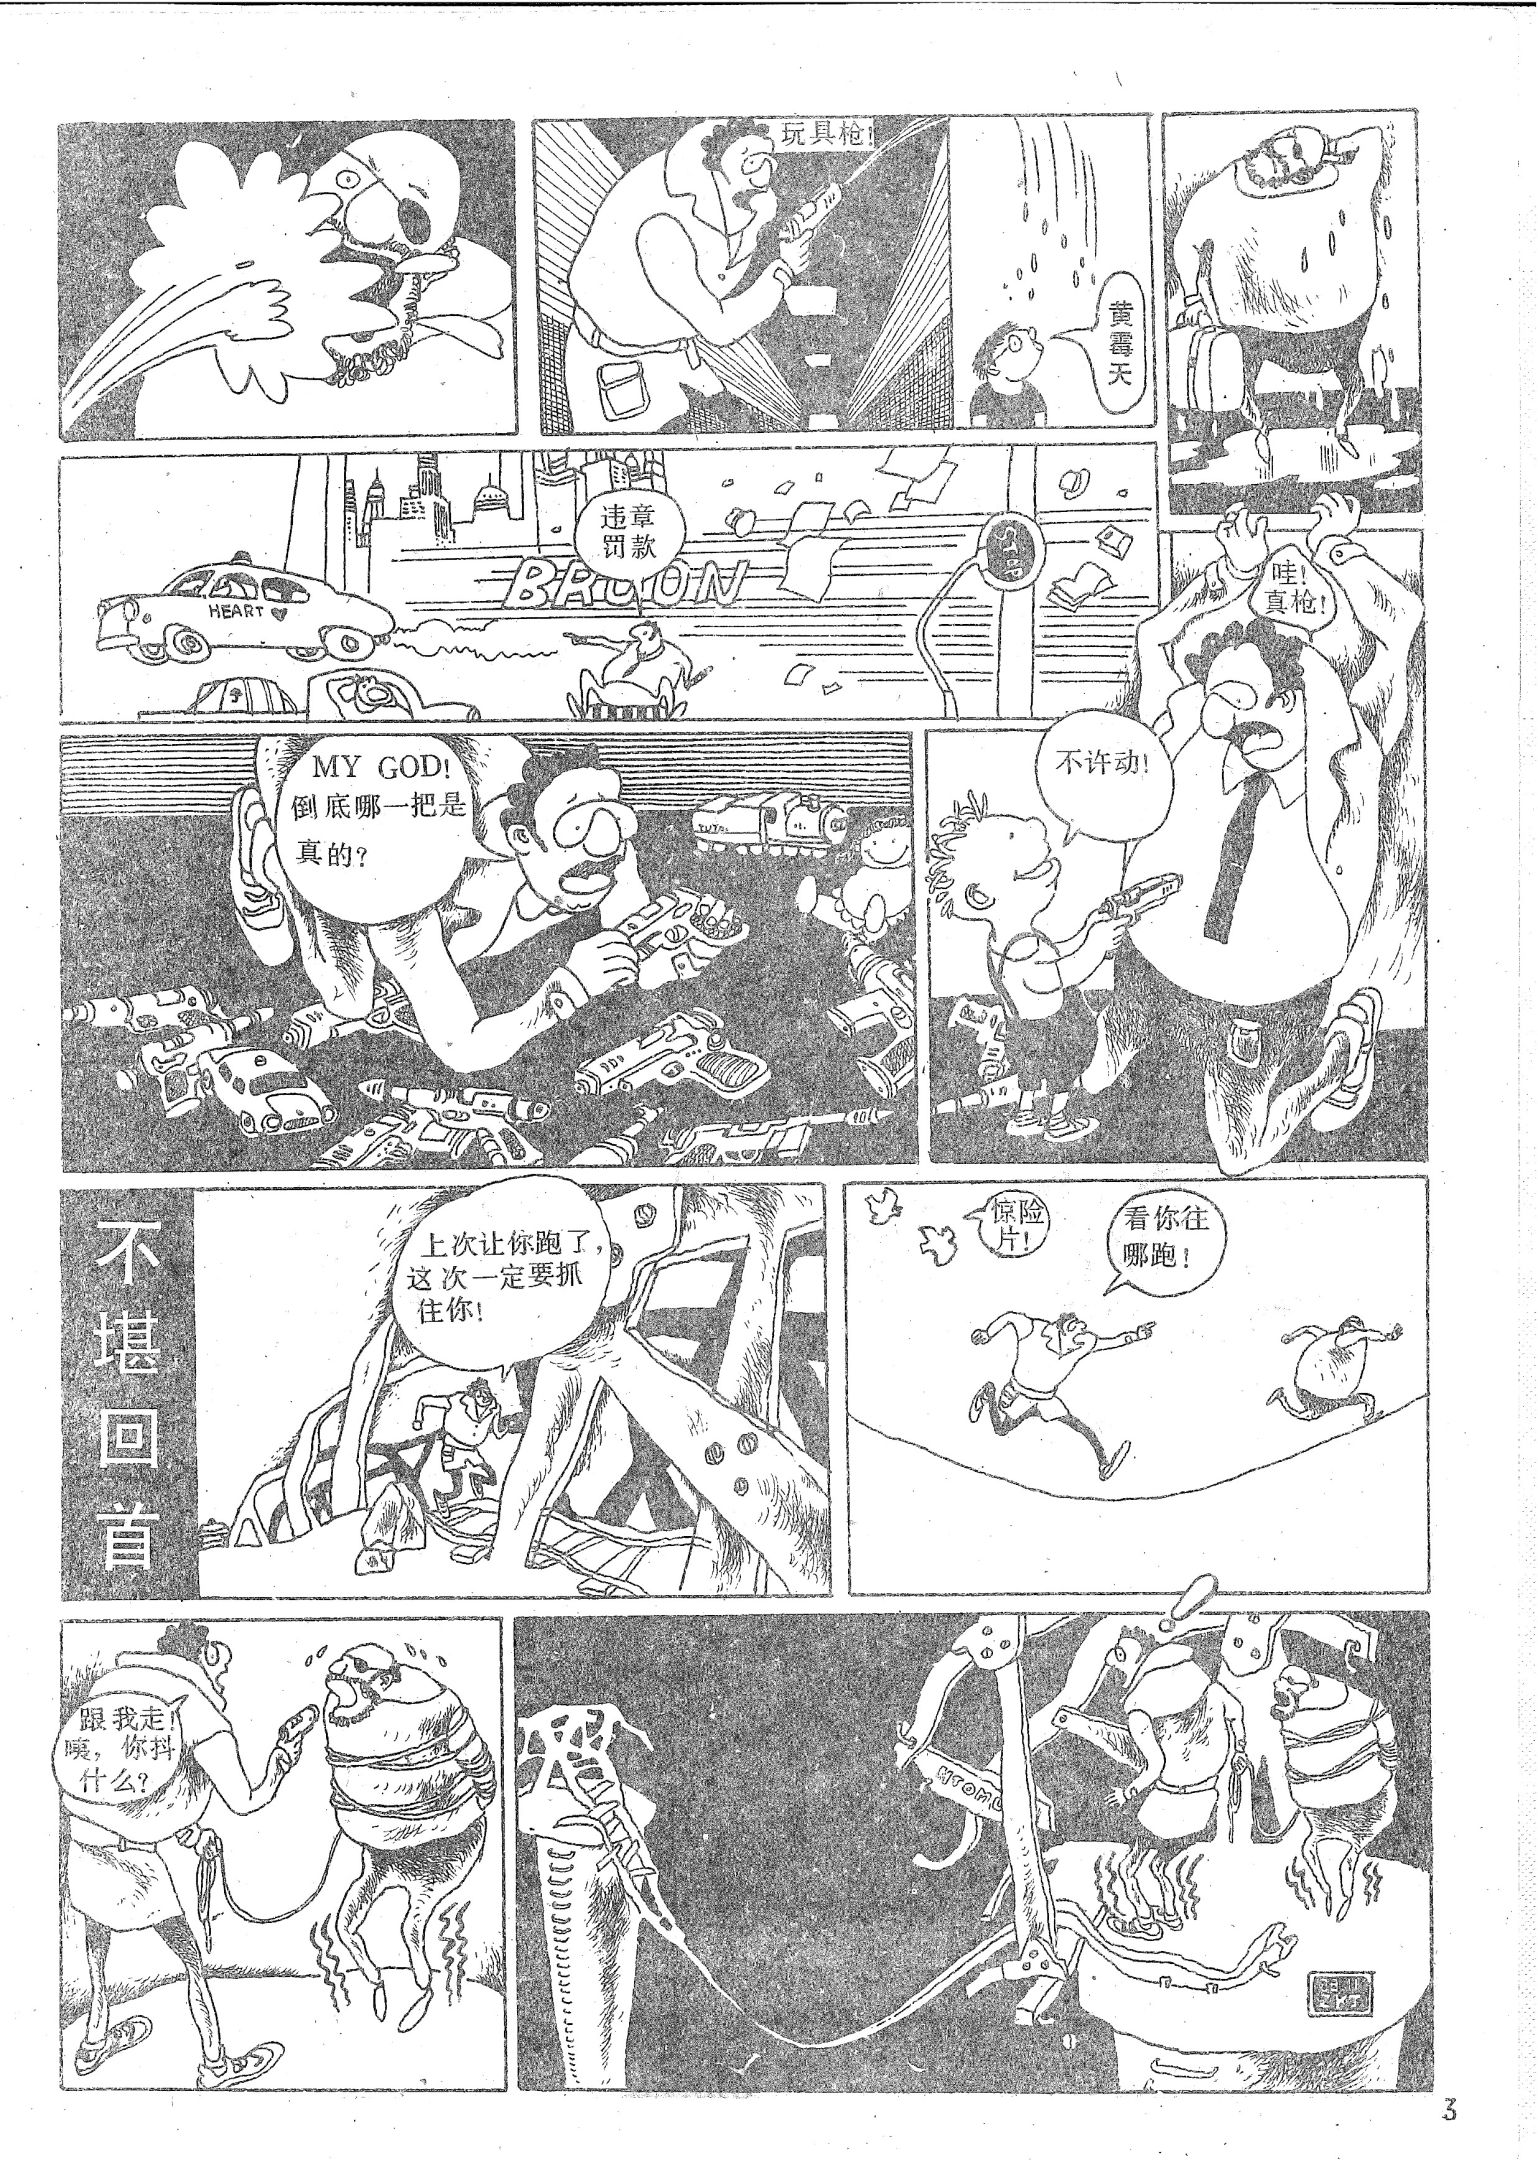 玩具枪！
黄霉天
违章
罚款
HEART
BRUON
哇！
真枪！
MY GOD!
倒底哪一把是
真的？
不许动！
不堪回首
上次让你跑了，
这次一定要抓
住你！
惊险
片！
看你往
哪跑！
跟我走！
咦，你抖
什么？
3